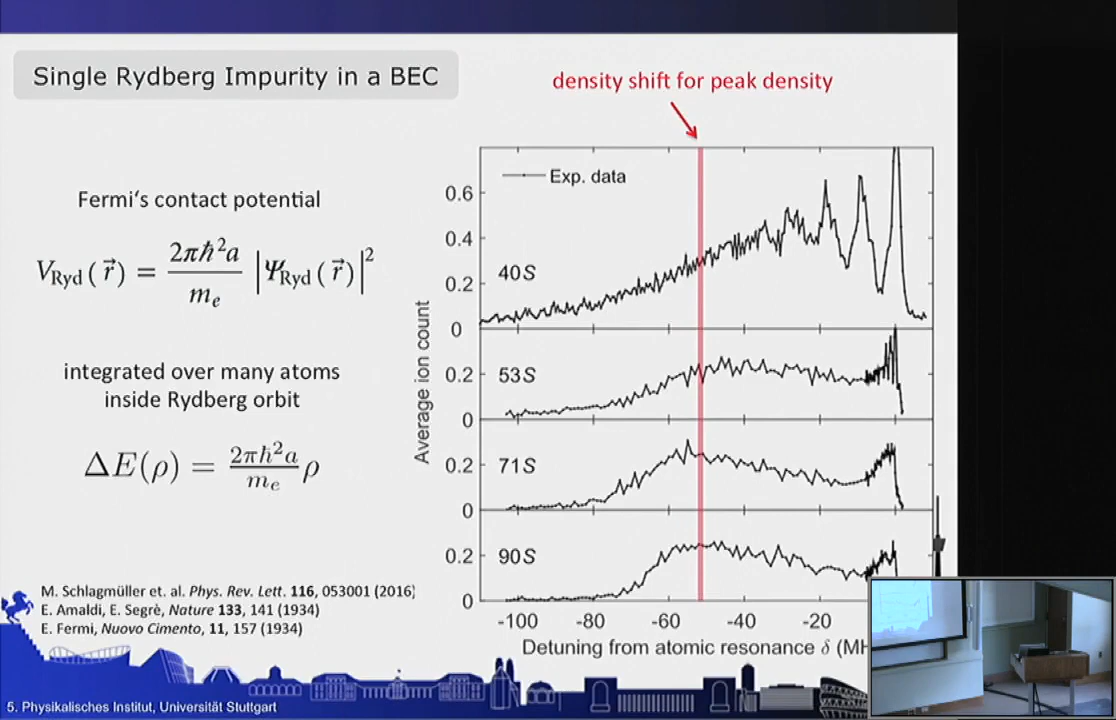 Single Rydberg Impurity in a BEC
density shift for peak density
Fermi's contact potential
V_Ryd(r⃗) = 2πħ²a / m_e |Ψ_Ryd(r⃗)|²
integrated over many atoms
inside Rydberg orbit
ΔE(ρ) = 2πħ²a / m_e ρ
Exp. data
Average ion count
0.6
0.4
0.2
0
40S
0.2
0
53S
0.2
0
71S
0.2
0
90S
-100 -80 -60 -40 -20
Detuning from atomic resonance δ (MH
M. Schlagmüller et. al. Phys. Rev. Lett. 116, 053001 (2016)
E. Amaldi, E. Segrè, Nature 133, 141 (1934)
E. Fermi, Nuovo Cimento, 11, 157 (1934)
5. Physikalisches Institut, Universität Stuttgart